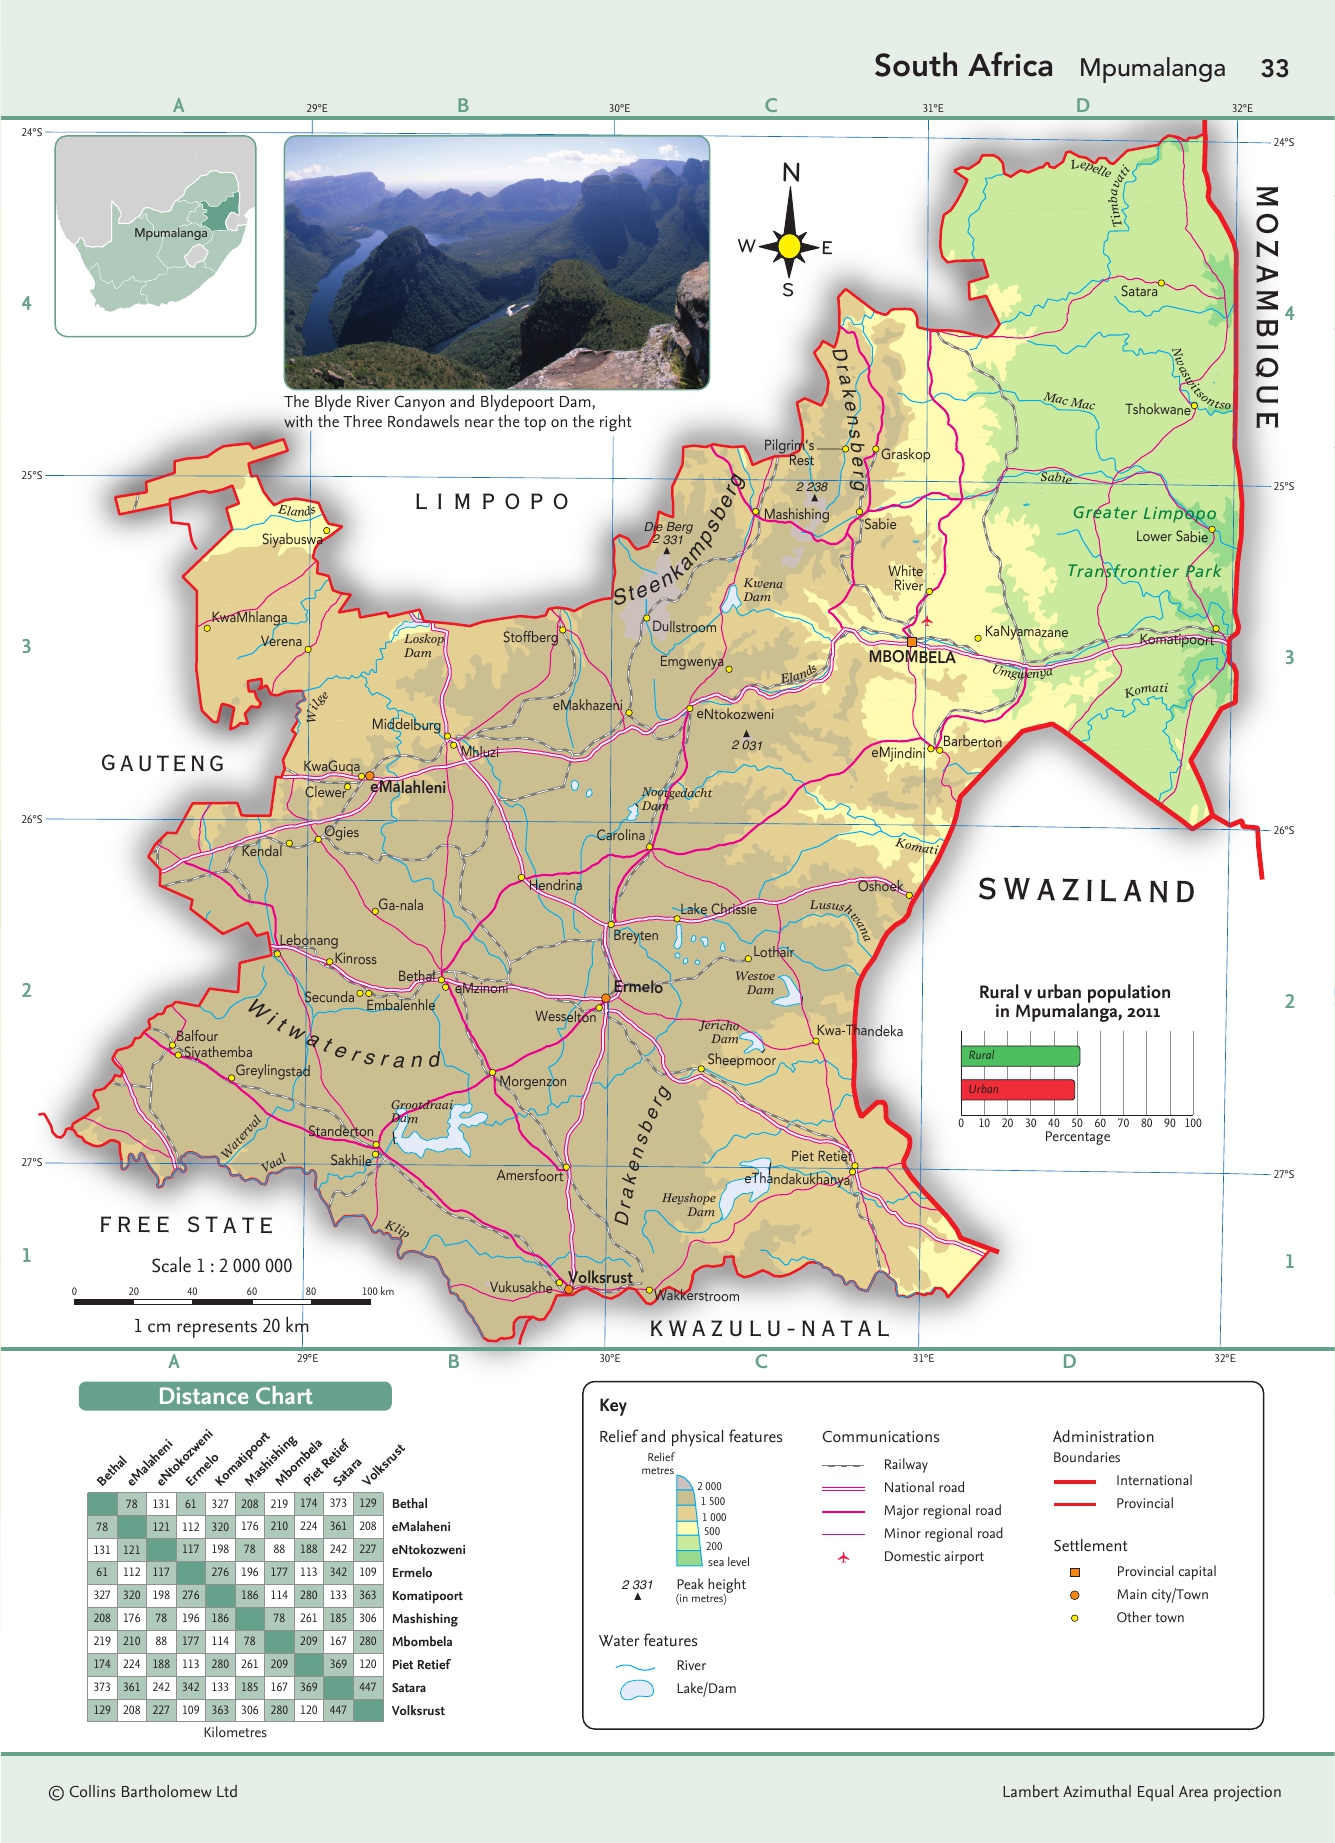 South Africa Mpumalanga 33
A
29°E
B
30°E
C
31°E
D
32°E
24°S
24°S
Mpumalanga
The Blyde River Canyon and Blydepoort Dam,
with the Three Rondawels near the top on the right
N
W
E
S
MOZAMBIQUE
4
4
Lepelle
Timbavati
Satara
Nwaswitsontso
Mac Mac
Tshokwane
Drakensberg
Pilgrim's
Rest
Graskop
25°S
25°S
LIMPOPO
2 238
Mashishing
Sabie
Sabie
Greater Limpopo
Lower Sabie
Transfrontier Park
Elands
Siyabuswa
Die Berg
2 331
Steenkampsberg
Kwena
Dam
White
River
KwaMhlanga
Verena
Loskop
Dam
Stoffberg
Dullstroom
Emgwenya
KaNyamazane
Komatipoort
MBOMBELA
3
3
Elands
Umgwenya
Komati
Wilge
eMakhazeni
eNtokozweni
Middelburg
Mhluzi
2 031
eMjindini
Barberton
GAUTENG
KwaGuqa
Clewer
eMalahleni
Nooitgedacht
Dam
26°S
26°S
Ogies
Kendal
Carolina
Komati
Hendrina
Oshoek
SWAZILAND
Ga-nala
Lake Chrissie
Lusushwana
Breyten
Lebonang
Kinross
Lothair
Bethal
eMzinoni
Westoe
Dam
Ermelo
2
2
Secunda
Embalenhle
Wesselton
Witwatersrand
Jericho
Dam
Kwa-Thandeka
Balfour
Siyathemba
Greylingstad
Sheepmoor
Morgenzon
Grootdraai
Dam
Waterval
Standerton
Sakhile
Vaal
27°S
27°S
Amersfoort
Drakensberg
Piet Retief
eThandakukhanya
Heyshope
Dam
FREE STATE
Klip
1
1
Vukusakhe
Volksrust
Wakkerstroom
KWAZULU-NATAL
Rural v urban population
in Mpumalanga, 2011
Rural
Urban
0 10 20 30 40 50 60 70 80 90 100
Percentage
Scale 1 : 2 000 000
0 20 40 60 80 100 km
1 cm represents 20 km
A
29°E
B
30°E
C
31°E
D
32°E
Distance Chart
Bethal eMalaheni eNtokozweni Ermelo Komatipoort Mashishing Mbombela Piet Retief Satara Volksrust
78 131 61 327 208 219 174 373 129 Bethal
78 121 112 320 176 210 224 361 208 eMalaheni
131 121 117 198 78 88 188 242 227 eNtokozweni
61 112 117 276 196 177 113 342 109 Ermelo
327 320 198 276 186 114 280 133 363 Komatipoort
208 176 78 196 186 78 261 185 306 Mashishing
219 210 88 177 114 78 209 167 280 Mbombela
174 224 188 113 280 261 209 369 120 Piet Retief
373 361 242 342 133 185 167 369 447 Satara
129 208 227 109 363 306 280 120 447 Volksrust
Kilometres
Key
Relief and physical features
Relief
metres
2 000
1 500
1 000
500
200
sea level
2 331
Peak height
(in metres)
Water features
River
Lake/Dam
Communications
Railway
National road
Major regional road
Minor regional road
Domestic airport
Administration
Boundaries
International
Provincial
Settlement
Provincial capital
Main city/Town
Other town
© Collins Bartholomew Ltd
Lambert Azimuthal Equal Area projection